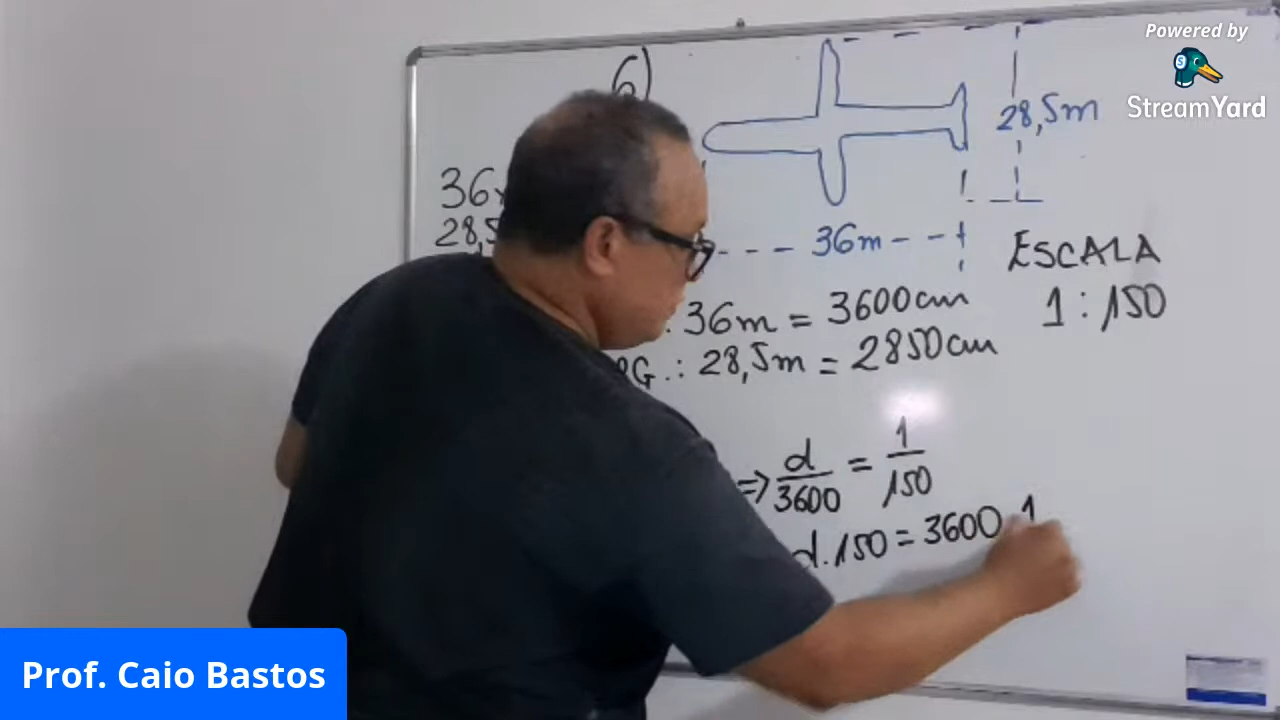 Powered by
StreamYard
6)
28,5m
36
28,5
36m
ESCALA
1 : 150
36m = 3600cm
G.: 28,5m = 2850cm
=> d/3600 = 1/150
d.150 = 3600.1
Prof. Caio Bastos